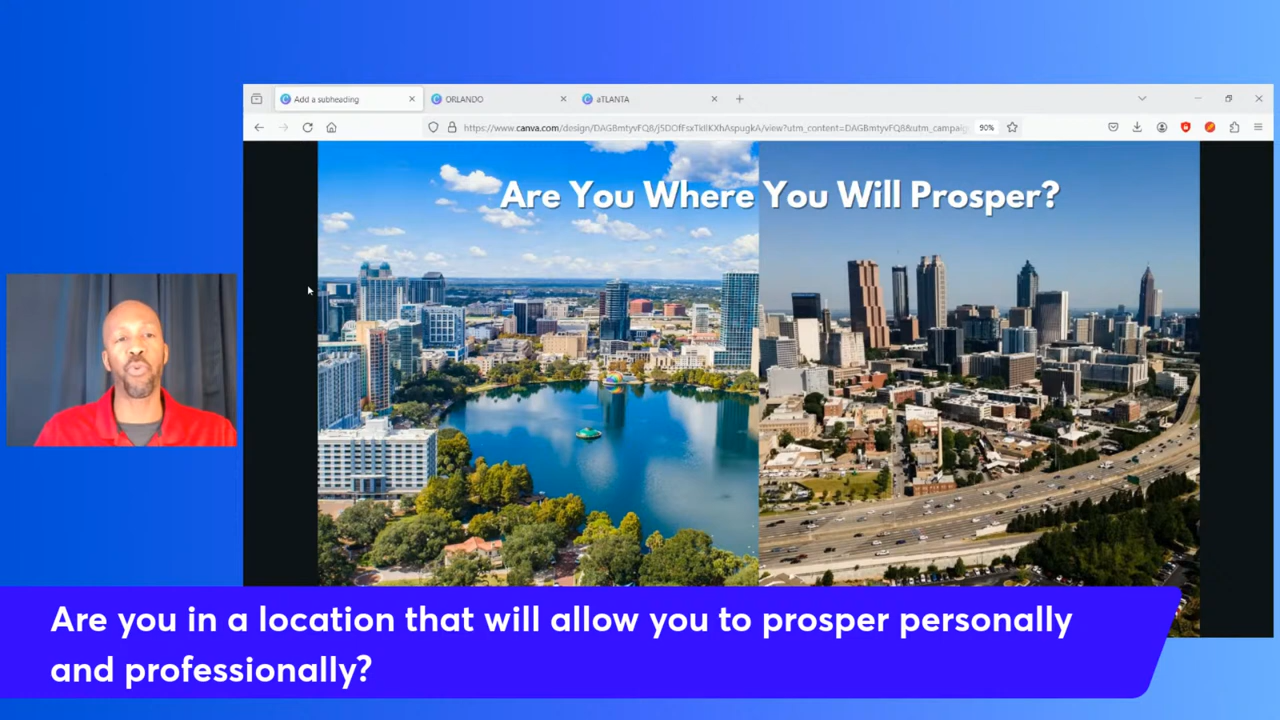 Add a subheading
ORLANDO
aTLANTA
90%
Are You Where You Will Prosper?
Are you in a location that will allow you to prosper personally
and professionally?